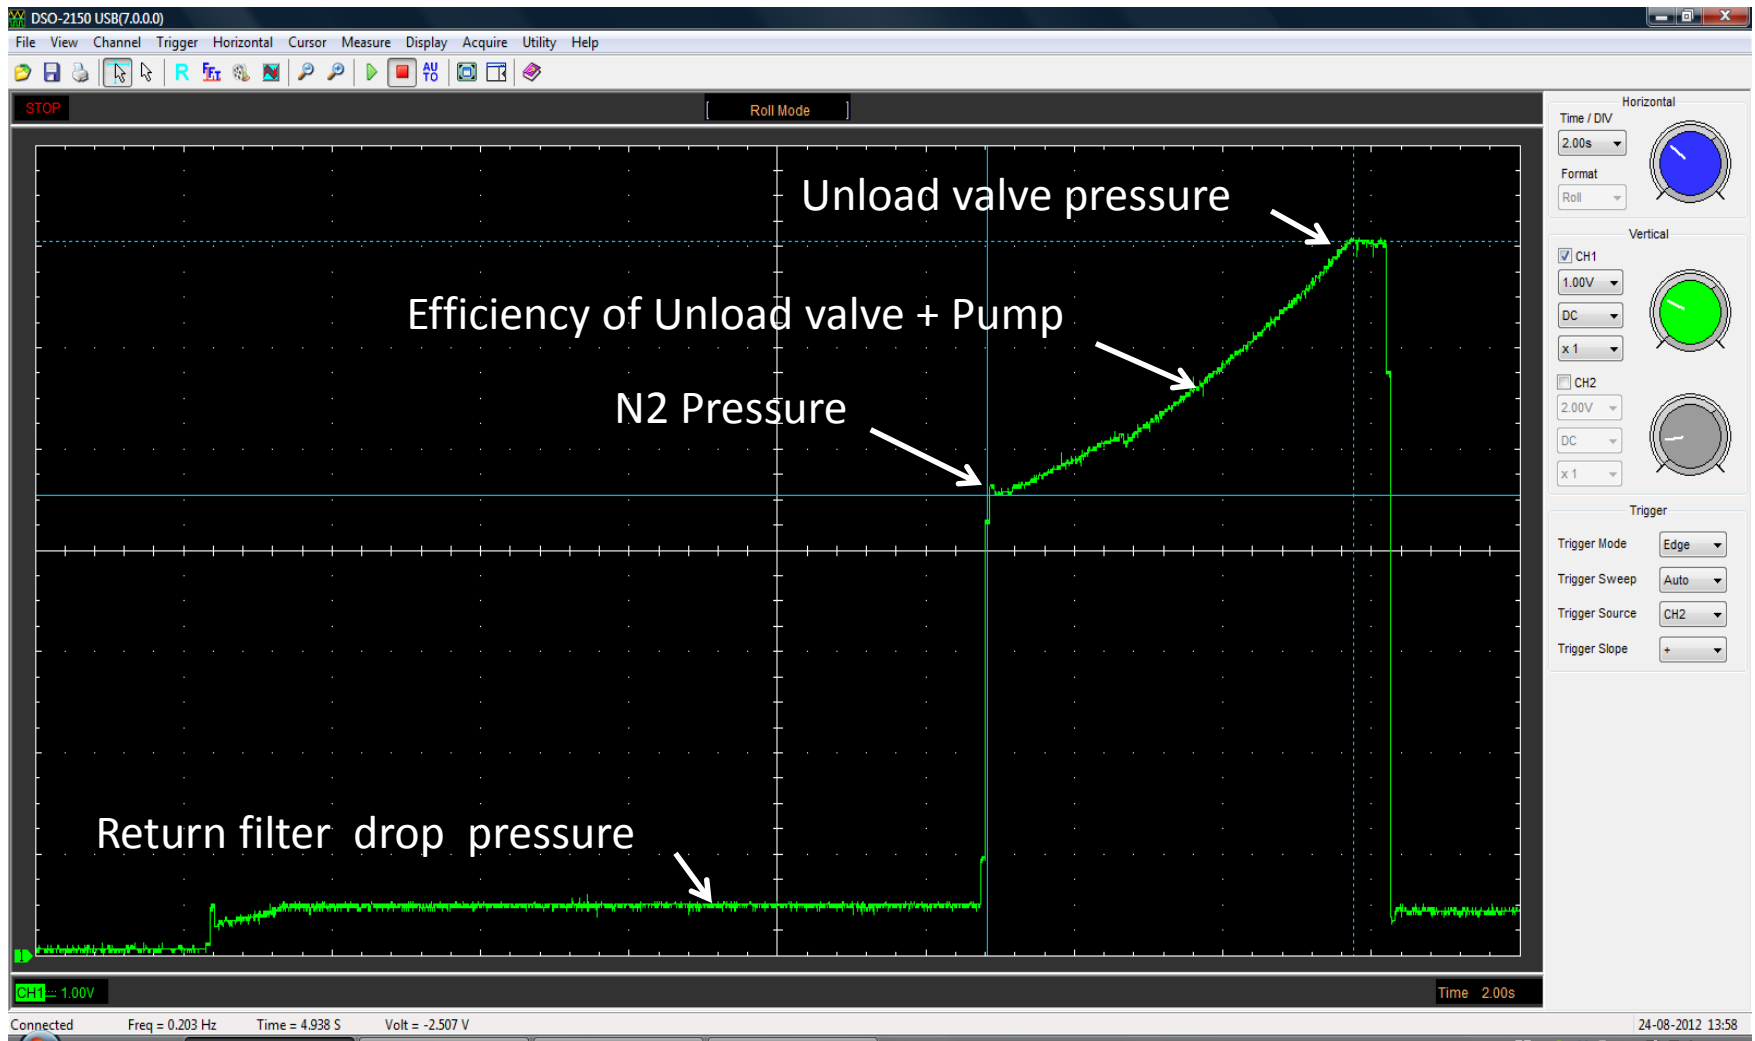 DSO-2150 USB(7.0.0.0)
File View Channel Trigger Horizontal Cursor Measure Display Acquire Utility Help
R FFT AUTO
STOP
[ Roll Mode ]
Unload valve pressure
Efficiency of Unload valve + Pump
N2 Pressure
Return filter drop pressure
1
CH1 1.00V
Time 2.00s
Horizontal
Time / DIV
2.00s
Format
Roll
Vertical
CH1
1.00V
DC
x 1
CH2
2.00V
DC
x 1
Trigger
Trigger Mode Edge
Trigger Sweep Auto
Trigger Source CH2
Trigger Slope +
Connected Freq = 0.203 Hz Time = 4.938 S Volt = -2.507 V 24-08-2012 13:58